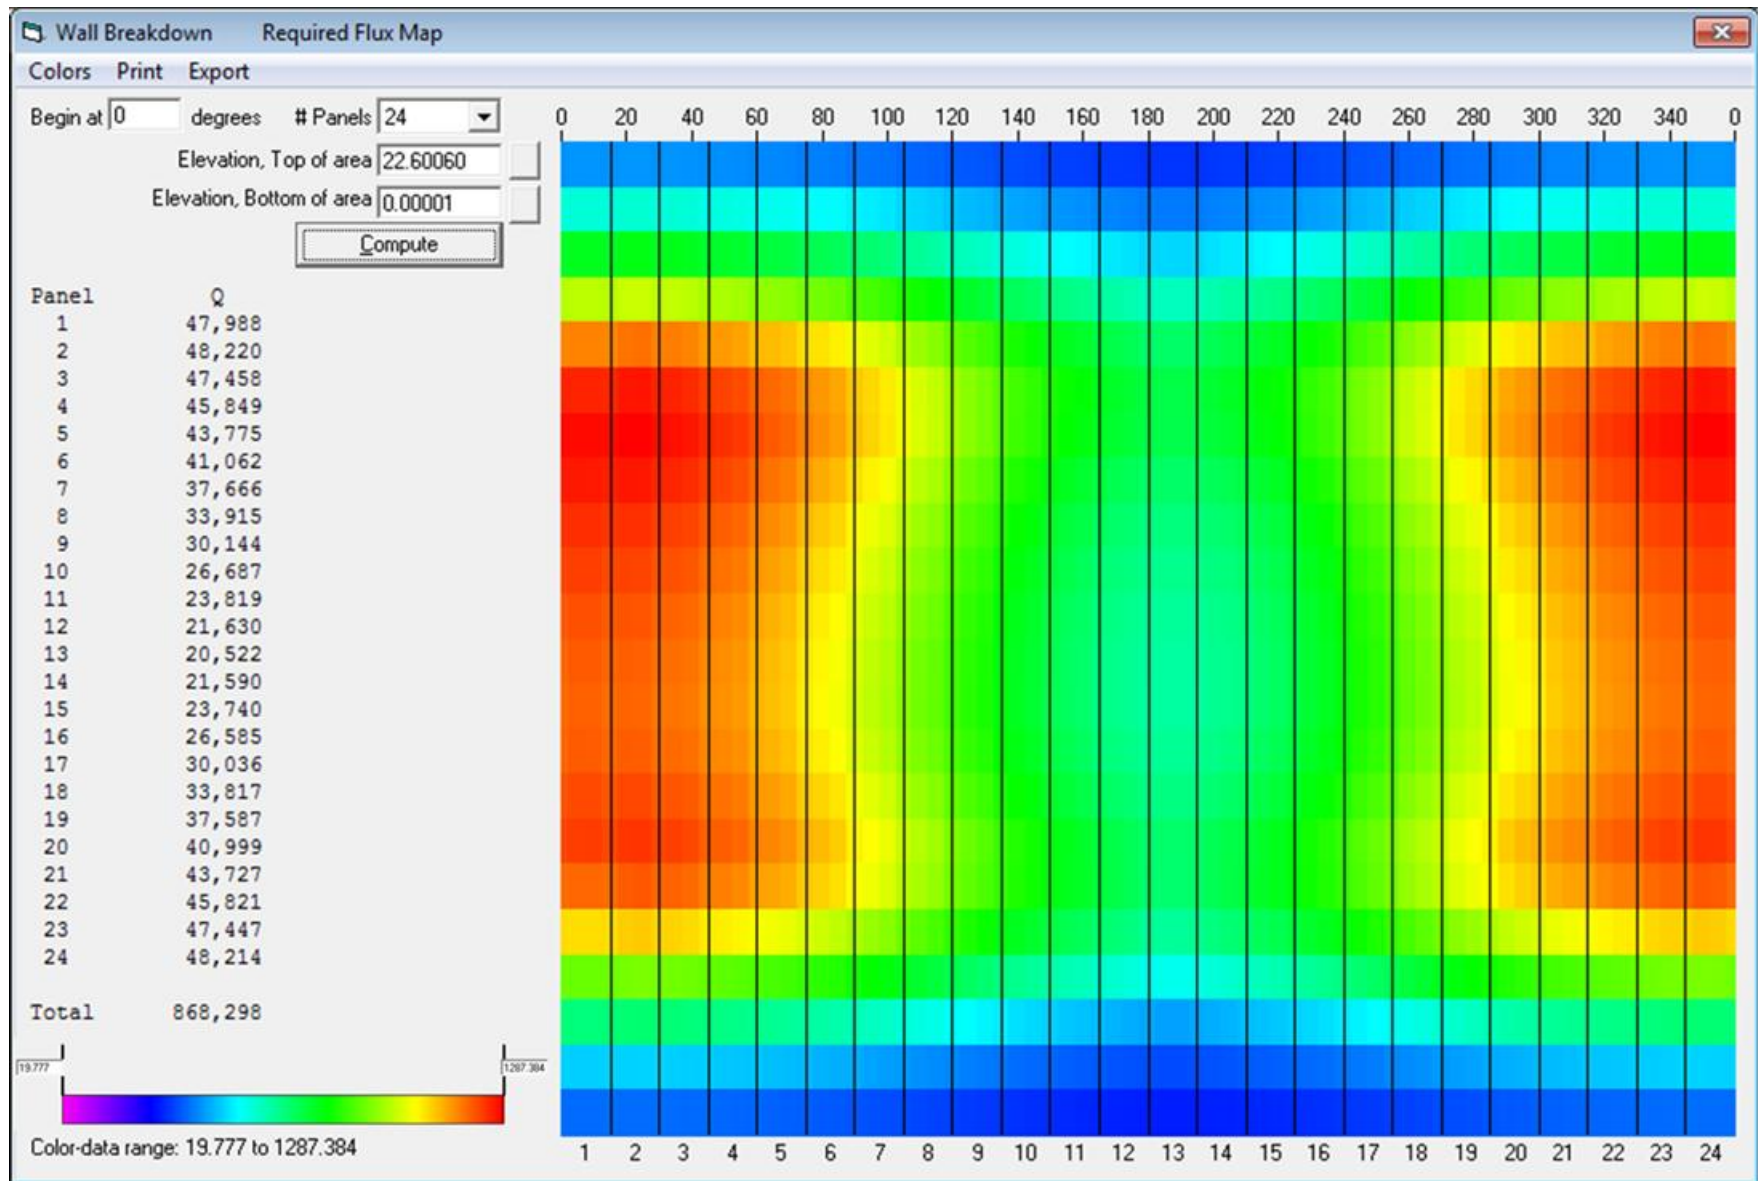 Wall Breakdown Required Flux Map
Colors Print Export
Begin at 0 degrees # Panels 24
Elevation, Top of area 22.60060
Elevation, Bottom of area 0.00001
Compute
Panel Q
1 47,988
2 48,220
3 47,458
4 45,849
5 43,775
6 41,062
7 37,666
8 33,915
9 30,144
10 26,687
11 23,819
12 21,630
13 20,522
14 21,590
15 23,740
16 26,585
17 30,036
18 33,817
19 37,587
20 40,999
21 43,727
22 45,821
23 47,447
24 48,214
Total 868,298
19.777 1287.384
Color-data range: 19.777 to 1287.384
0 20 40 60 80 100 120 140 160 180 200 220 240 260 280 300 320 340 0
1 2 3 4 5 6 7 8 9 10 11 12 13 14 15 16 17 18 19 20 21 22 23 24